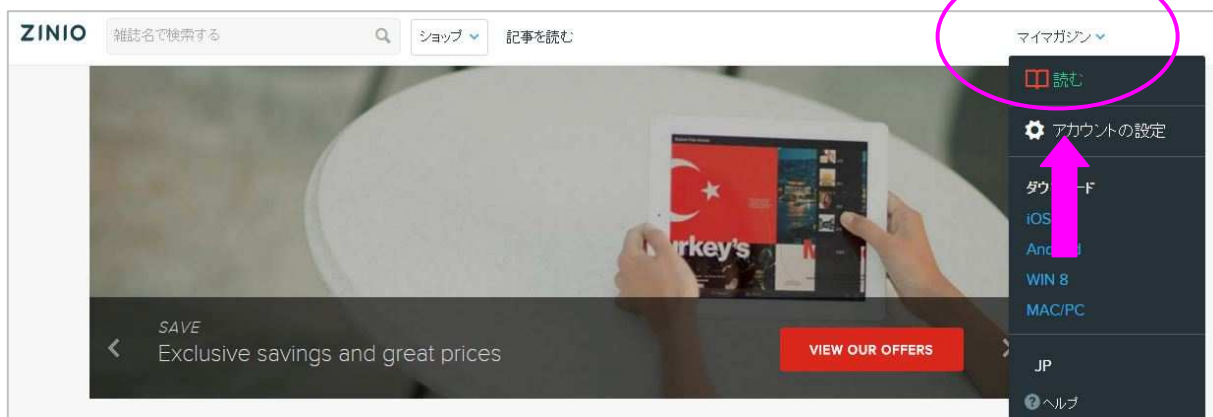 ZINIO
雑誌名で検索する
ショップ
記事を読む
マイマガジン
読む
アカウントの設定
iOS
WIN 8
MAC/PC
JP
ヘルプ
SAVE
Exclusive savings and great prices
VIEW OUR OFFERS